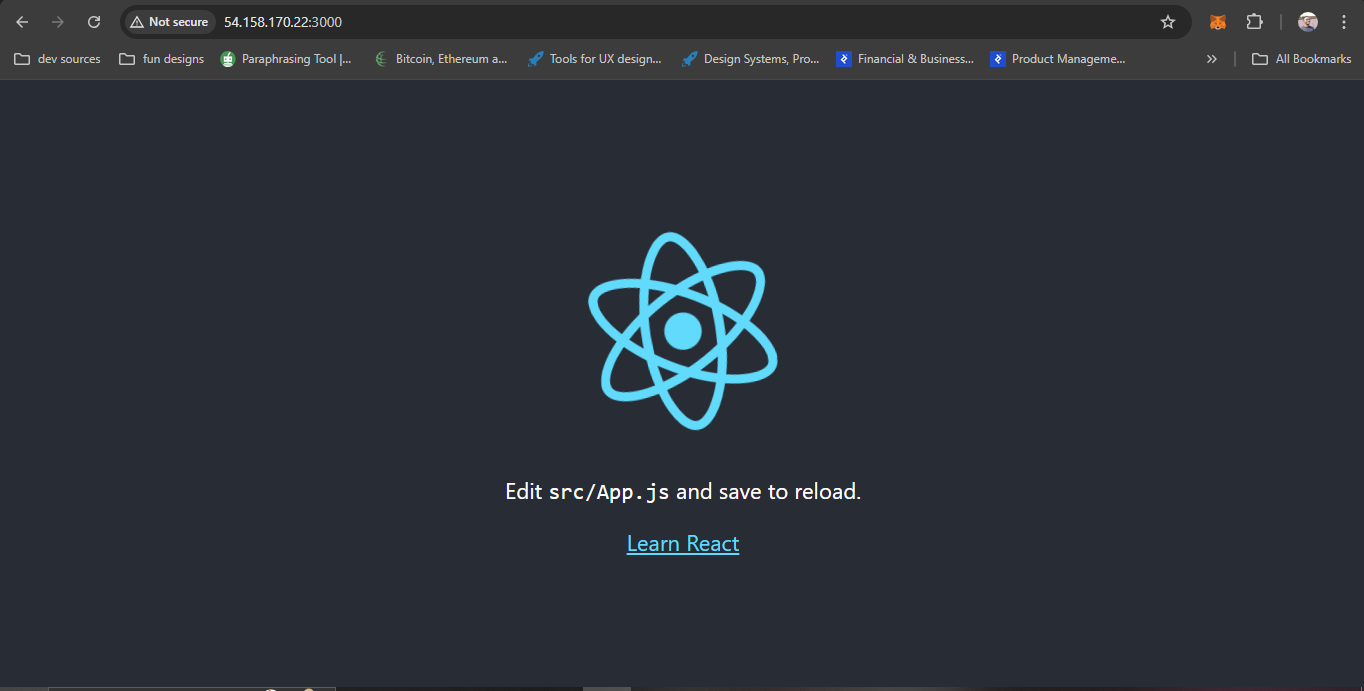 Not secure 54.158.170.22:3000
dev sources fun designs Paraphrasing Tool |... Bitcoin, Ethereum a... Tools for UX design... Design Systems, Pro... Financial & Business... Product Manageme... » All Bookmarks
Edit src/App.js and save to reload.
Learn React